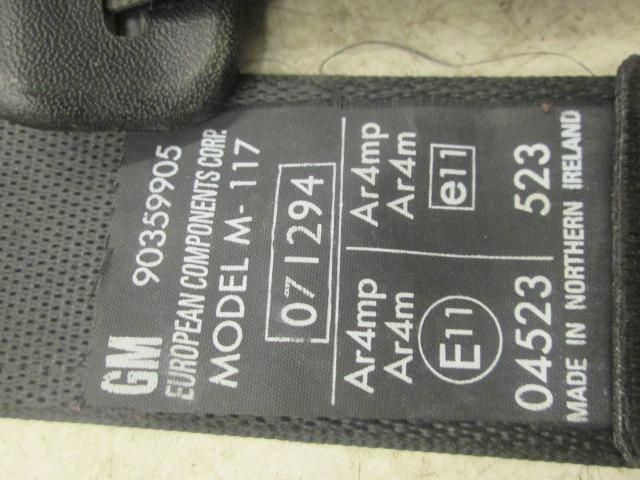 GM 90359905
EUROPEAN COMPONENTS CORP.
MODEL M-117
071294
Ar4mp Ar4mp
Ar4m Ar4m
E11 e11
04523 523
MADE IN NORTHERN IRELAND